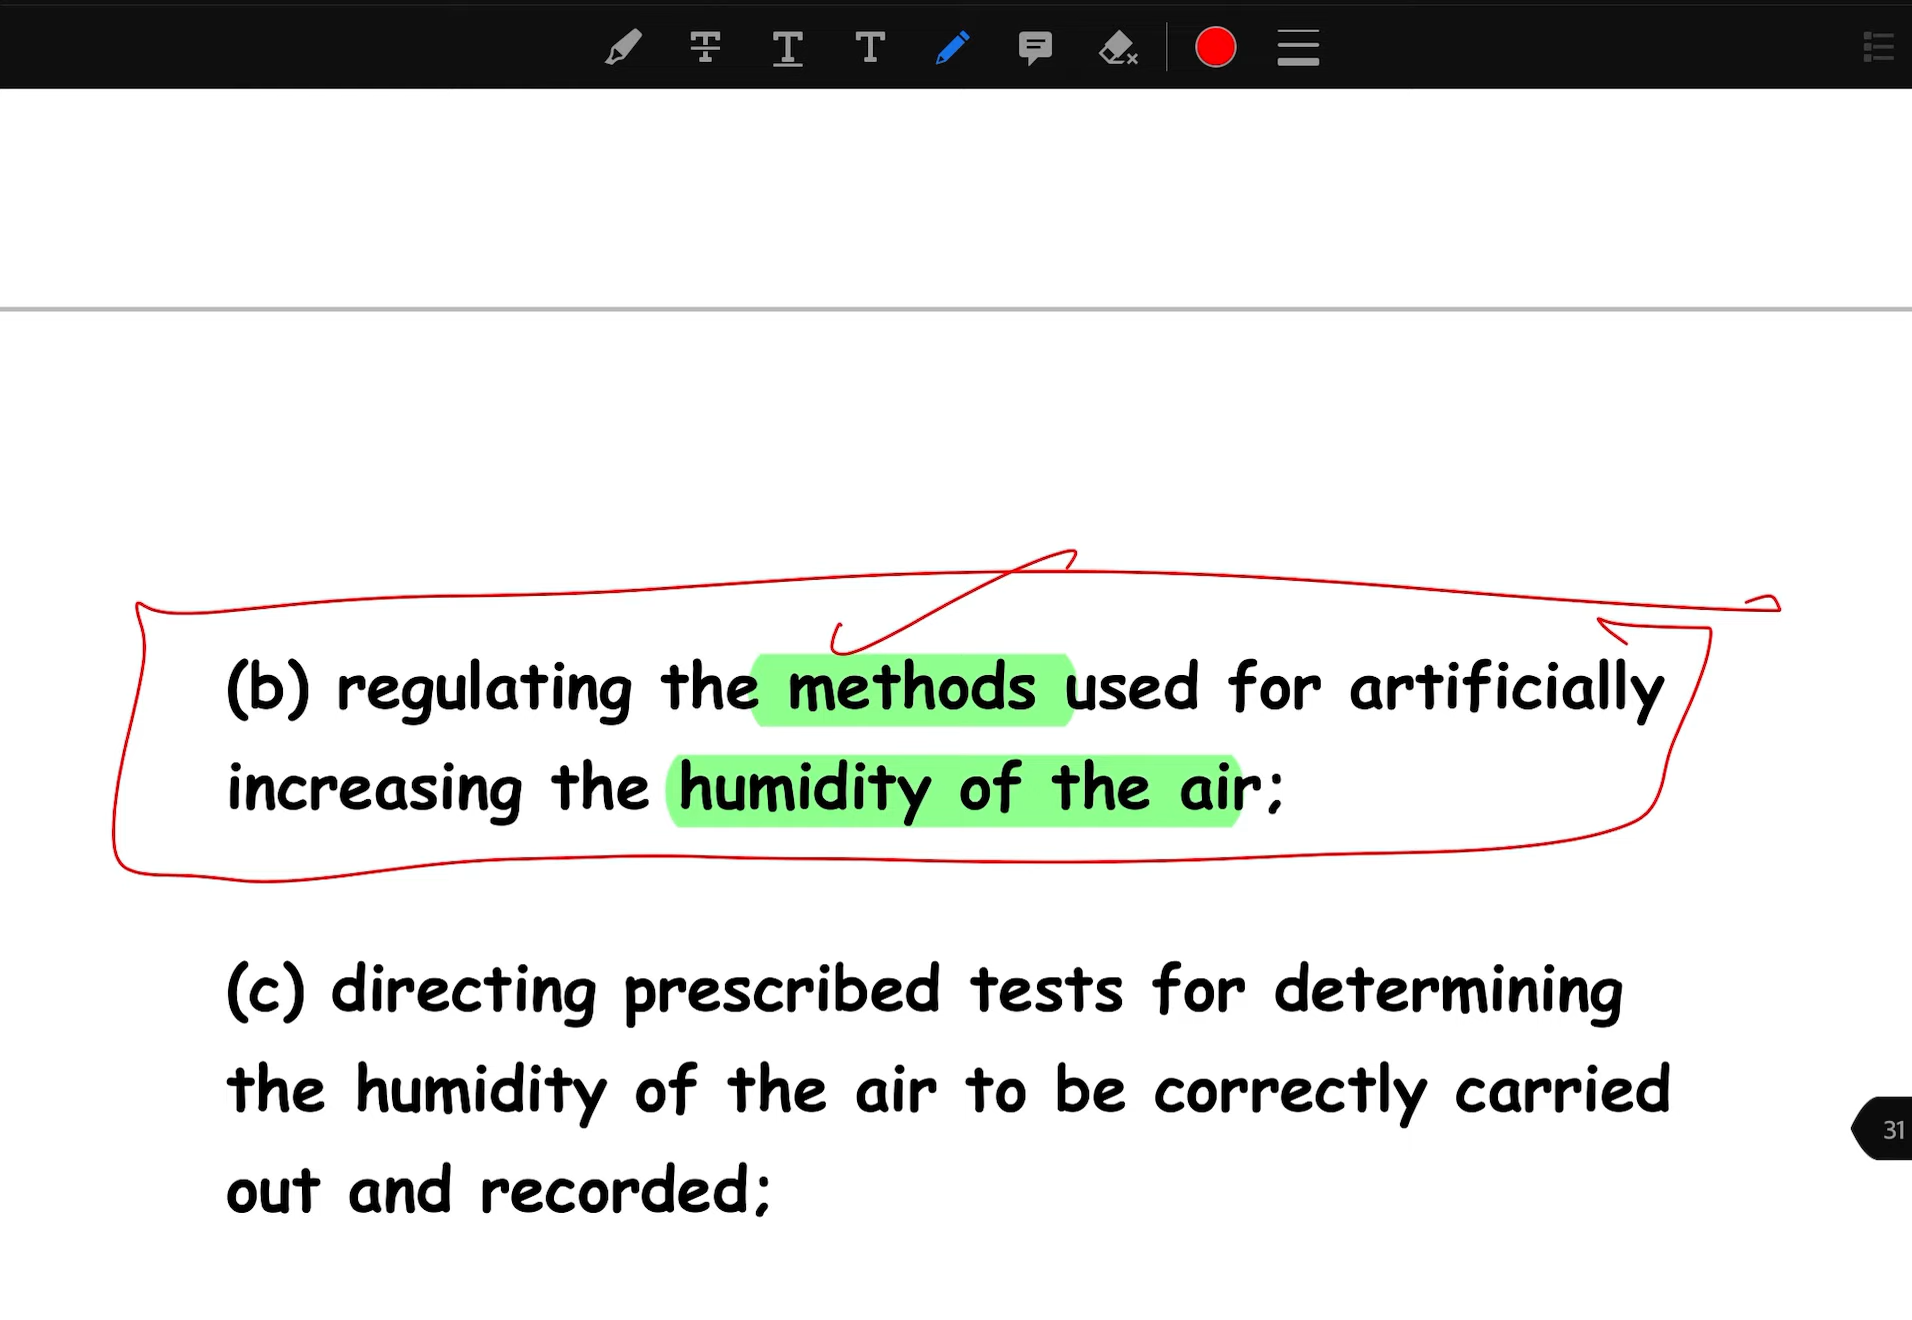 (b) regulating the methods used for artificially
increasing the humidity of the air;
(c) directing prescribed tests for determining
the humidity of the air to be correctly carried
out and recorded;
31